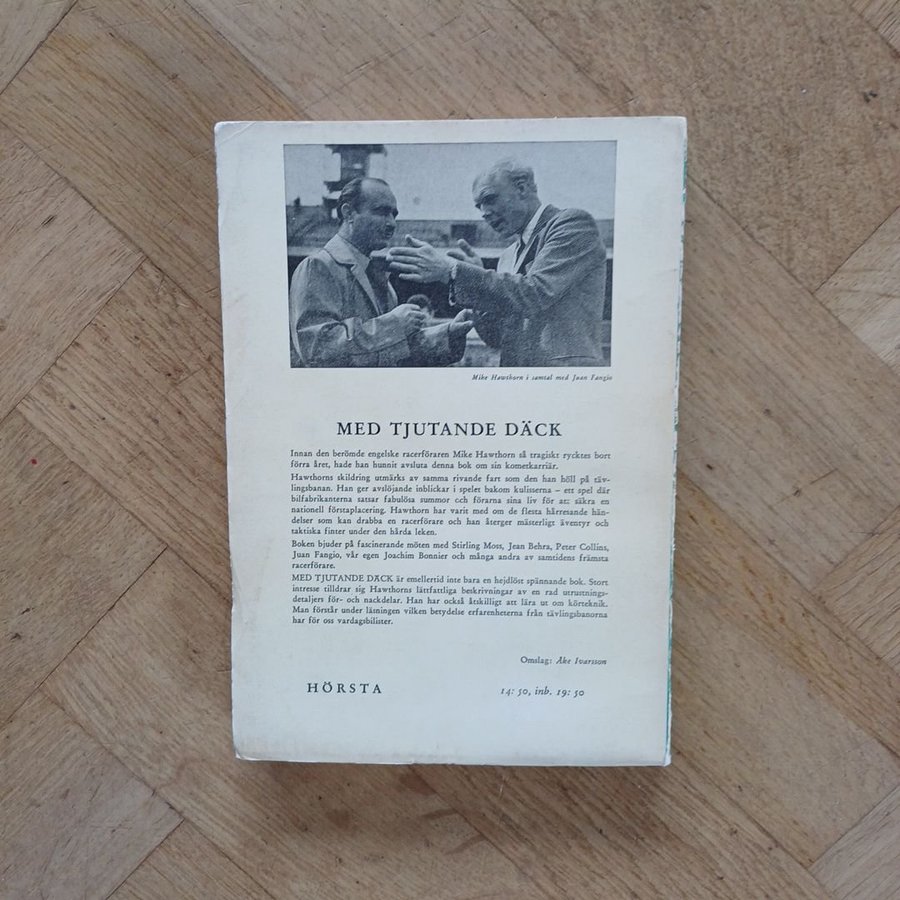 Mike Hawthorn i samtal med Juan Fangio
MED TJUTANDE DÄCK
Innan den berömde engelske racerföraren Mike Hawthorn så tragiskt rycktes bort
förra året, hade han hunnit avsluta denna bok om sin kometkarriär.
Hawthorns skildring utmärks av samma rivande fart som den han höll på täv-
lingsbanan. Han ger avslöjande inblickar i spelet bakom kulisserna – ett spel där
bilfabrikanterna satsar fabulösa summor och förarna sina liv för att säkra en
nationell förstaplacering. Hawthorn har varit med om de flesta hårresande hän-
delser som kan drabba en racerförare och han återger mästerligt äventyr och
taktiska finter under den hårda leken.
Boken bjuder på fascinerande möten med Stirling Moss, Jean Behra, Peter Collins,
Juan Fangio, vår egen Joachim Bonnier och många andra av samtidens främsta
racerförare.
MED TJUTANDE DÄCK är emellertid inte bara en hejdlöst spännande bok. Stort
intresse tilldrar sig Hawthorns lättfattliga beskrivningar av en rad utrustnings-
detaljers för- och nackdelar. Han har också åtskilligt att lära ut om körteknik.
Man förstår under läsningen vilken betydelse erfarenheterna från tävlingsbanorna
har för oss vardagsbilister.
Omslag: Åke Ivarsson
HÖRSTA 14: 50, inb. 19: 50